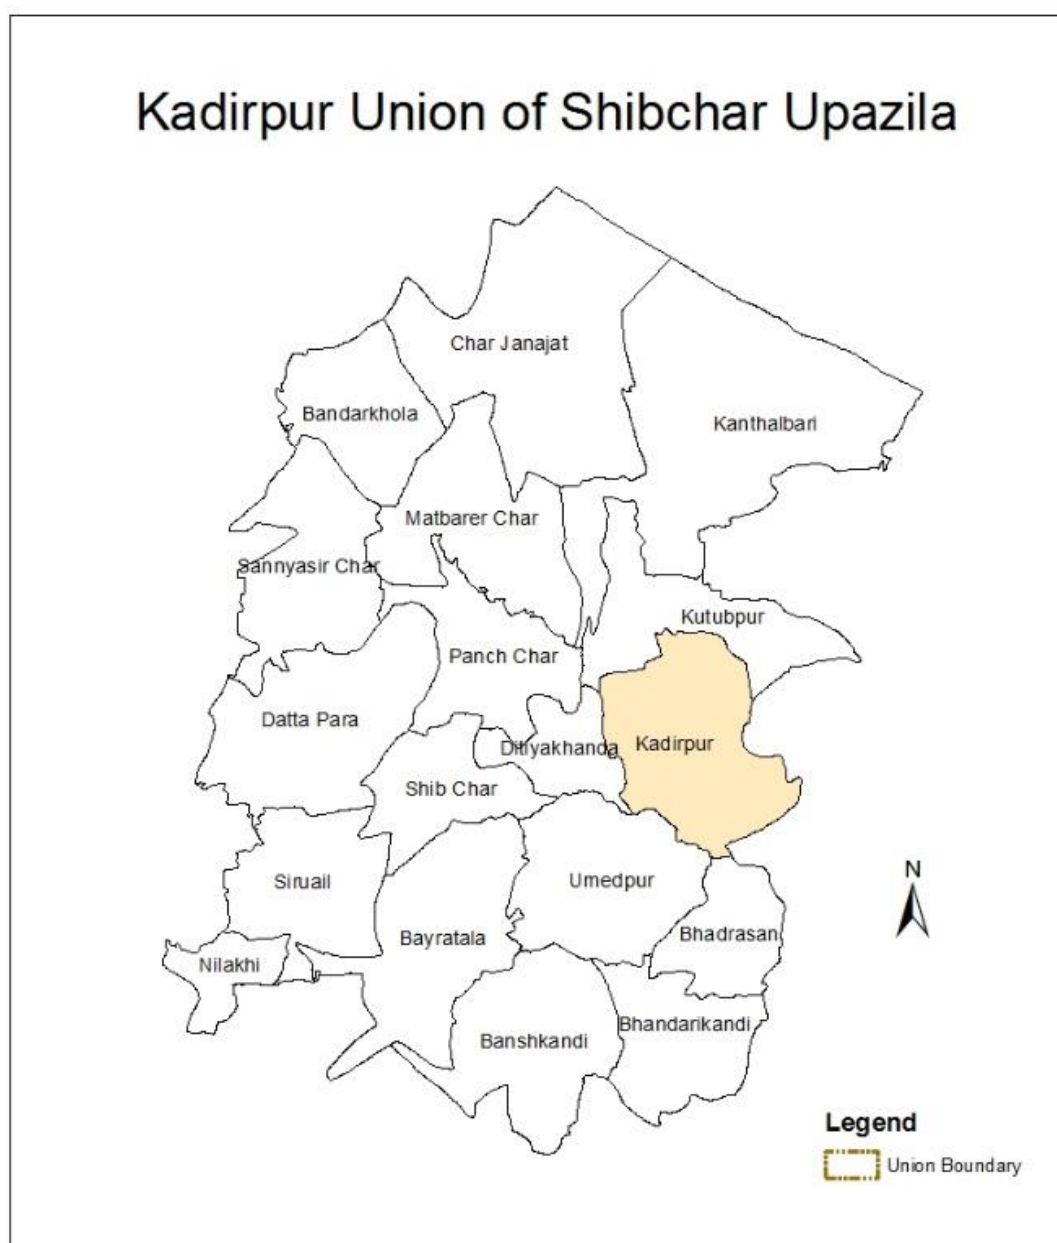 Kadirpur Union of Shibchar Upazila
Char Janajat
Bandarkhola
Kanthalbari
Matbarer Char
Sannyasir Char
Kutubpur
Panch Char
Datta Para
Kadirpur
Ditiyakhanda
Shib Char
Siruail
Umedpur
N
Bhadrasan
Bayratala
Nilakhi
Bhandarikandi
Banshkandi
Legend
Union Boundary